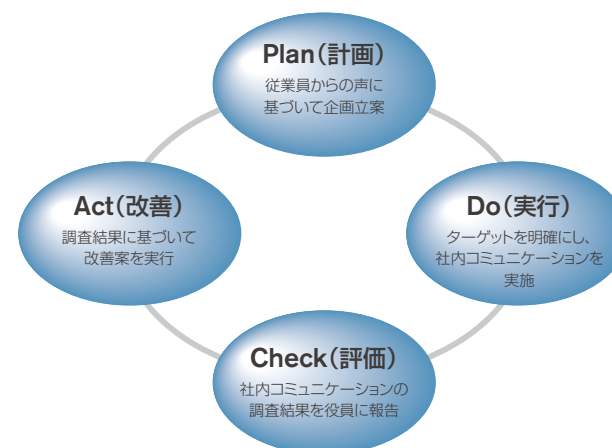 Plan（計画）
従業員からの声に
基づいて企画立案
Act（改善）
調査結果に基づいて
改善案を実行
Do（実行）
ターゲットを明確にし、
社内コミュニケーションを
実施
Check（評価）
社内コミュニケーションの
調査結果を役員に報告